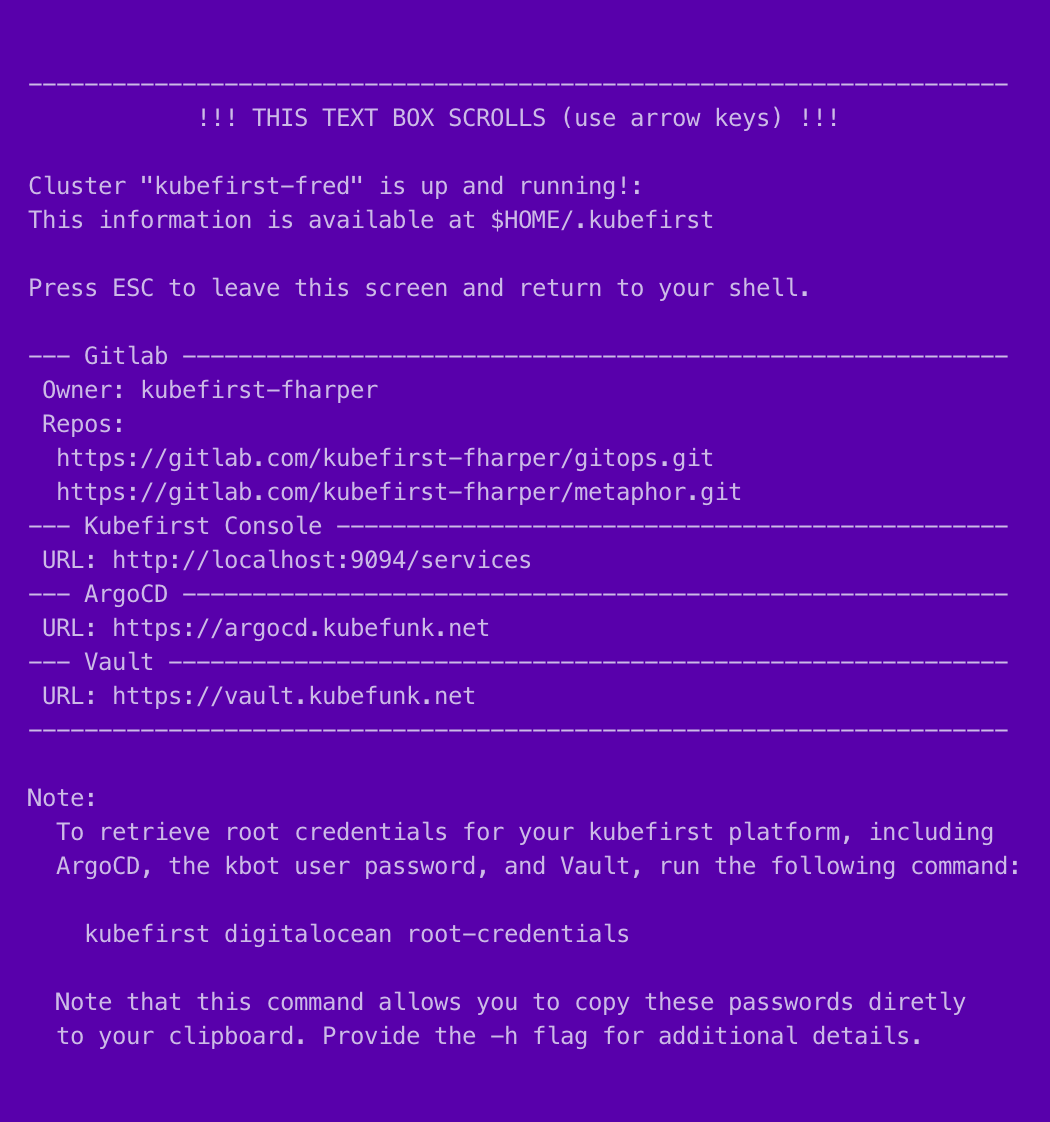 ----------------------------------------------------------------------
!!! THIS TEXT BOX SCROLLS (use arrow keys) !!!
Cluster "kubefirst-fred" is up and running!:
This information is available at $HOME/.kubefirst
Press ESC to leave this screen and return to your shell.
--- Gitlab -----------------------------------------------------------
Owner: kubefirst-fharper
Repos:
https://gitlab.com/kubefirst-fharper/gitops.git
https://gitlab.com/kubefirst-fharper/metaphor.git
--- Kubefirst Console ------------------------------------------------
URL: http://localhost:9094/services
--- ArgoCD -----------------------------------------------------------
URL: https://argocd.kubefunk.net
--- Vault ------------------------------------------------------------
URL: https://vault.kubefunk.net
----------------------------------------------------------------------
Note:
To retrieve root credentials for your kubefirst platform, including
ArgoCD, the kbot user password, and Vault, run the following command:
kubefirst digitalocean root-credentials
Note that this command allows you to copy these passwords diretly
to your clipboard. Provide the -h flag for additional details.